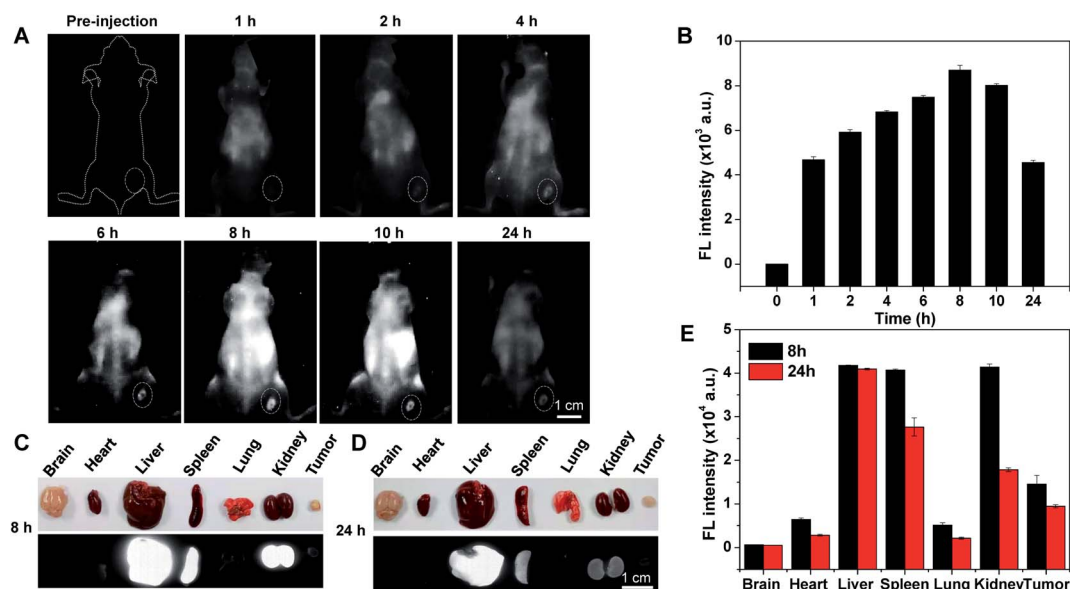 A
Pre-injection 1 h 2 h 4 h
6 h 8 h 10 h 24 h
1 cm
B
FL intensity (x10³ a.u.)
10
8
6
4
2
0
0 1 2 4 6 8 10 24
Time (h)
C
Brain Heart Liver Spleen Lung Kidney Tumor
8 h
D
Brain Heart Liver Spleen Lung Kidney Tumor
24 h
1 cm
E
8h
24h
FL intensity (x10⁴ a.u.)
5
4
3
2
1
0
Brain Heart Liver Spleen Lung Kidney Tumor